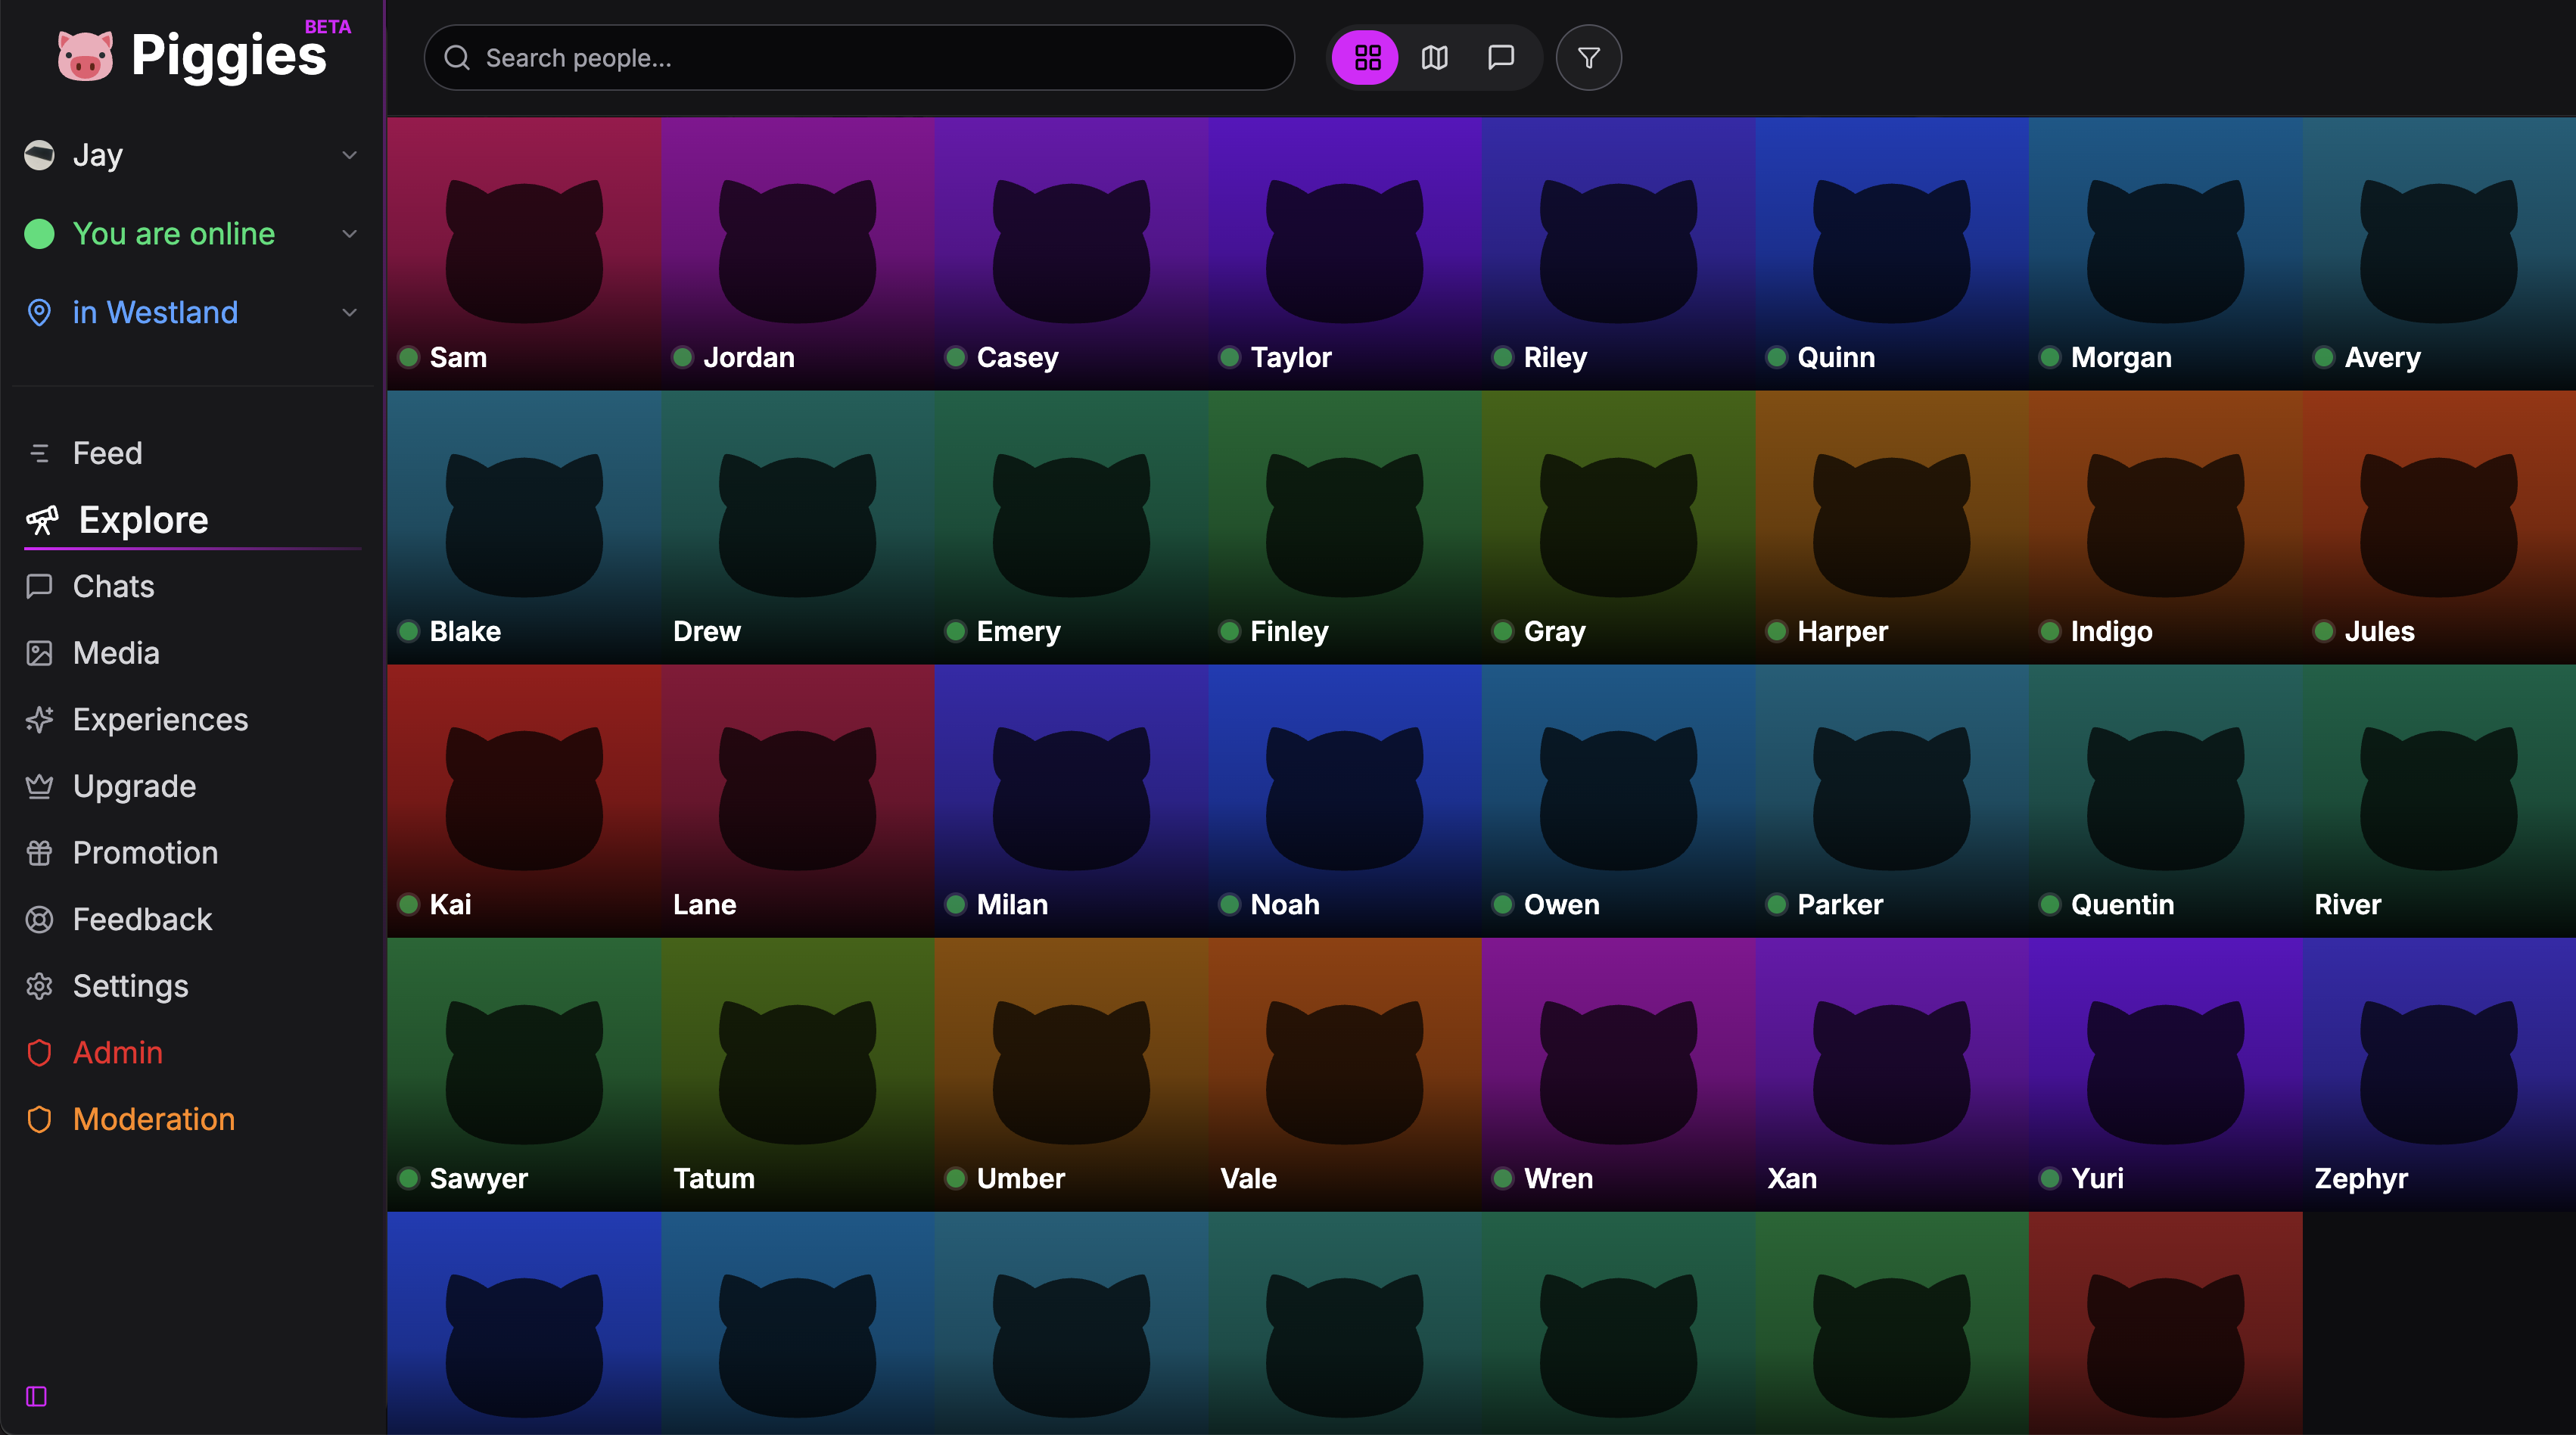 Piggies
BETA
Jay
You are online
in Westland
Feed
Explore
Chats
Media
Experiences
Upgrade
Promotion
Feedback
Settings
Admin
Moderation
Search people...
Sam
Jordan
Casey
Taylor
Riley
Quinn
Morgan
Avery
Blake
Drew
Emery
Finley
Gray
Harper
Indigo
Jules
Kai
Lane
Milan
Noah
Owen
Parker
Quentin
River
Sawyer
Tatum
Umber
Vale
Wren
Xan
Yuri
Zephyr